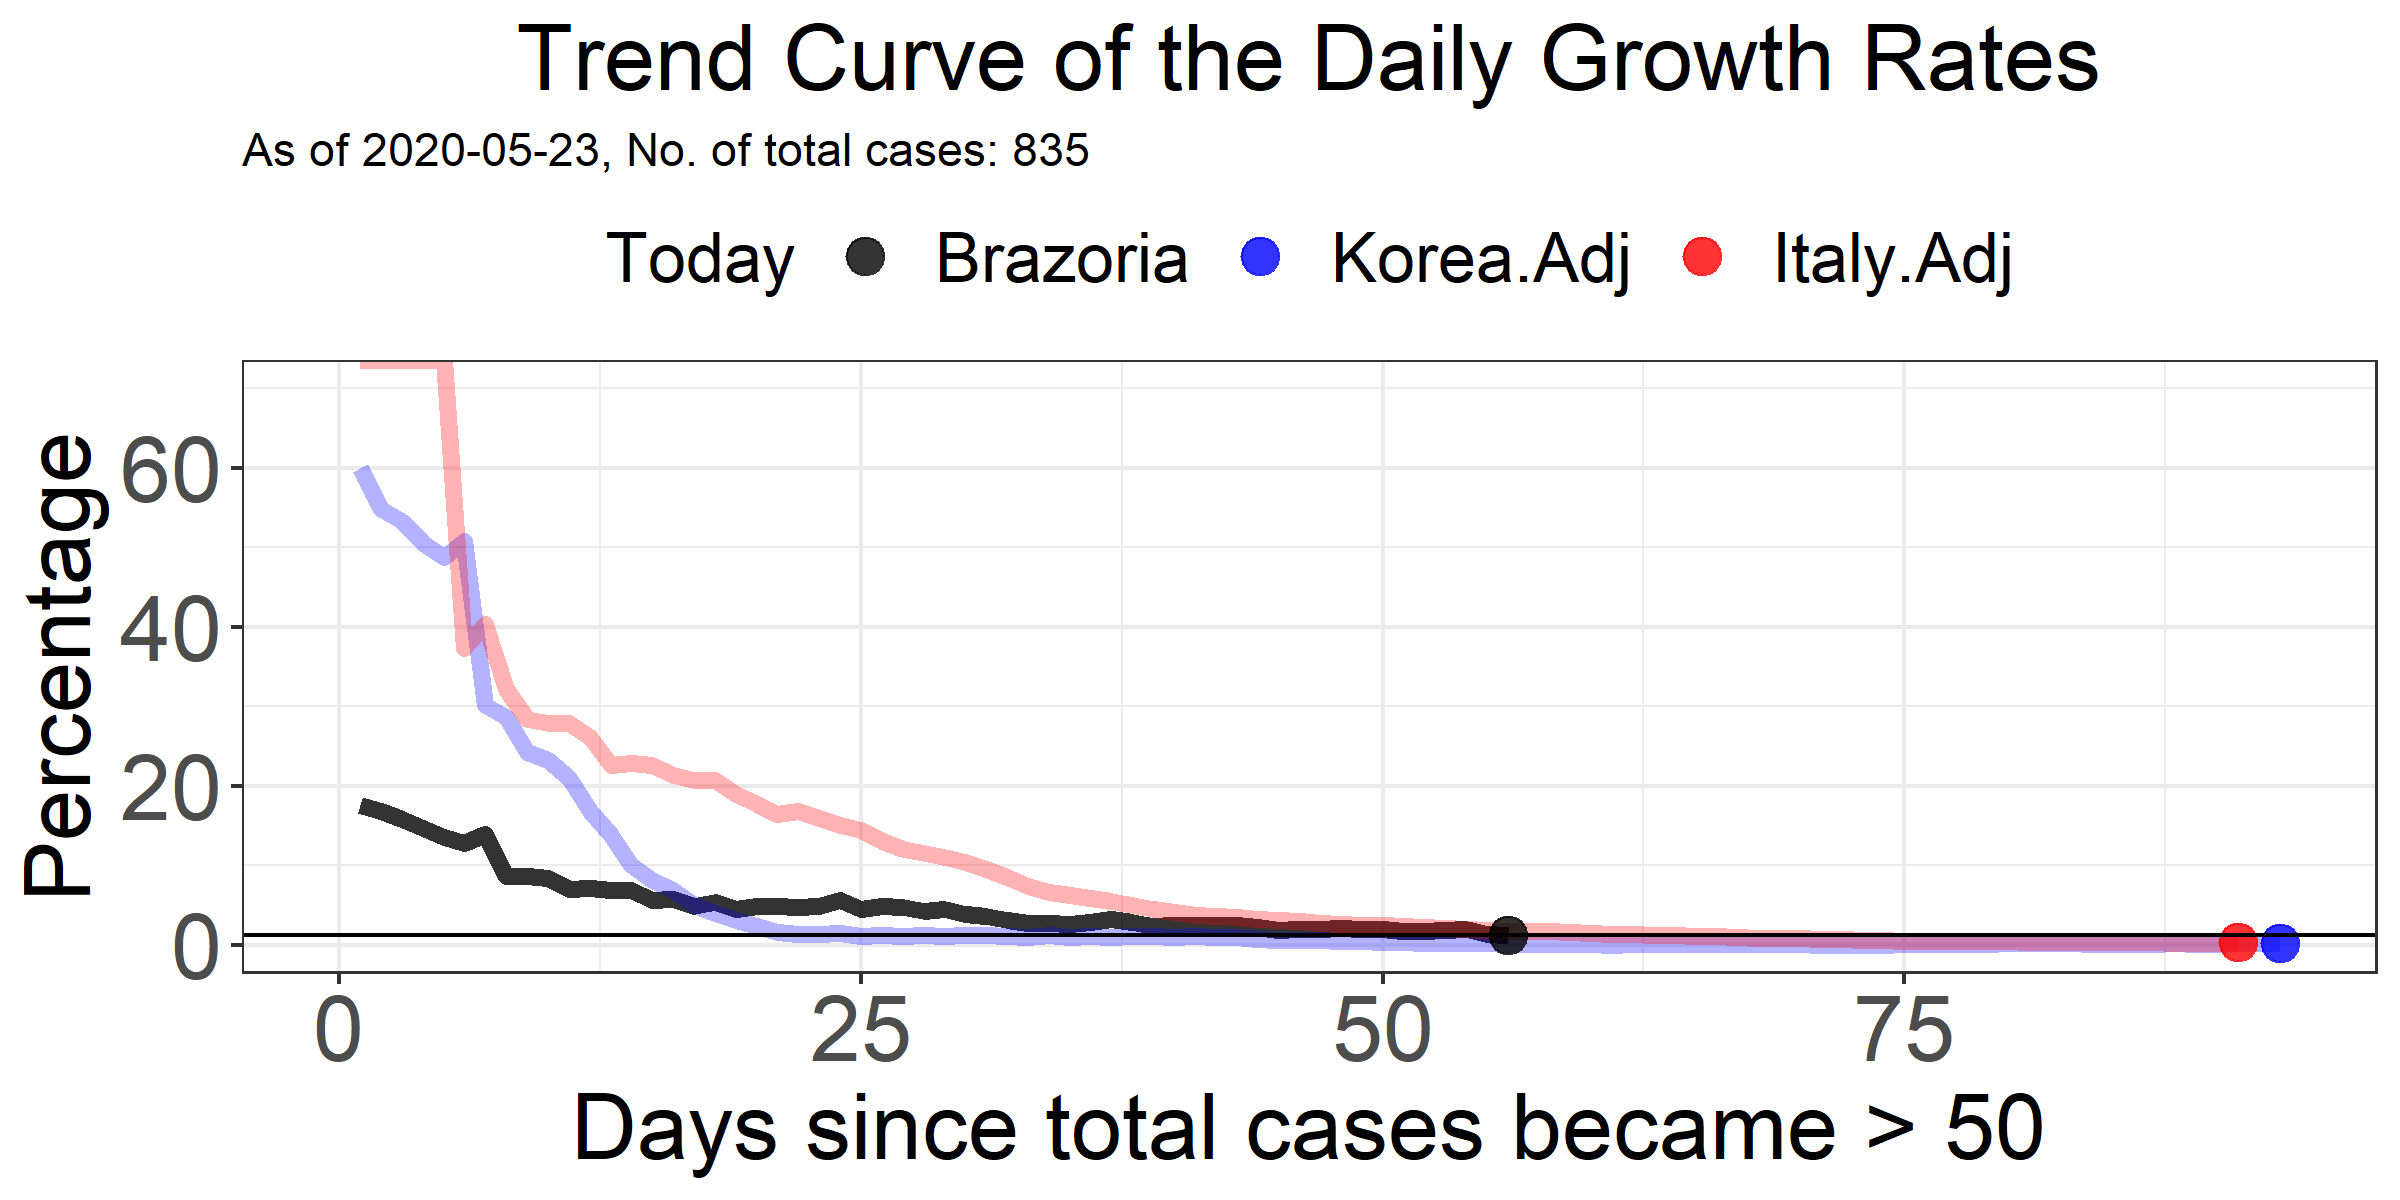 Trend Curve of the Daily Growth Rates
As of 2020-05-23, No. of total cases: 835
Today Brazoria Korea.Adj Italy.Adj
Percentage
60
40
20
0
0 25 50 75
Days since total cases became > 50